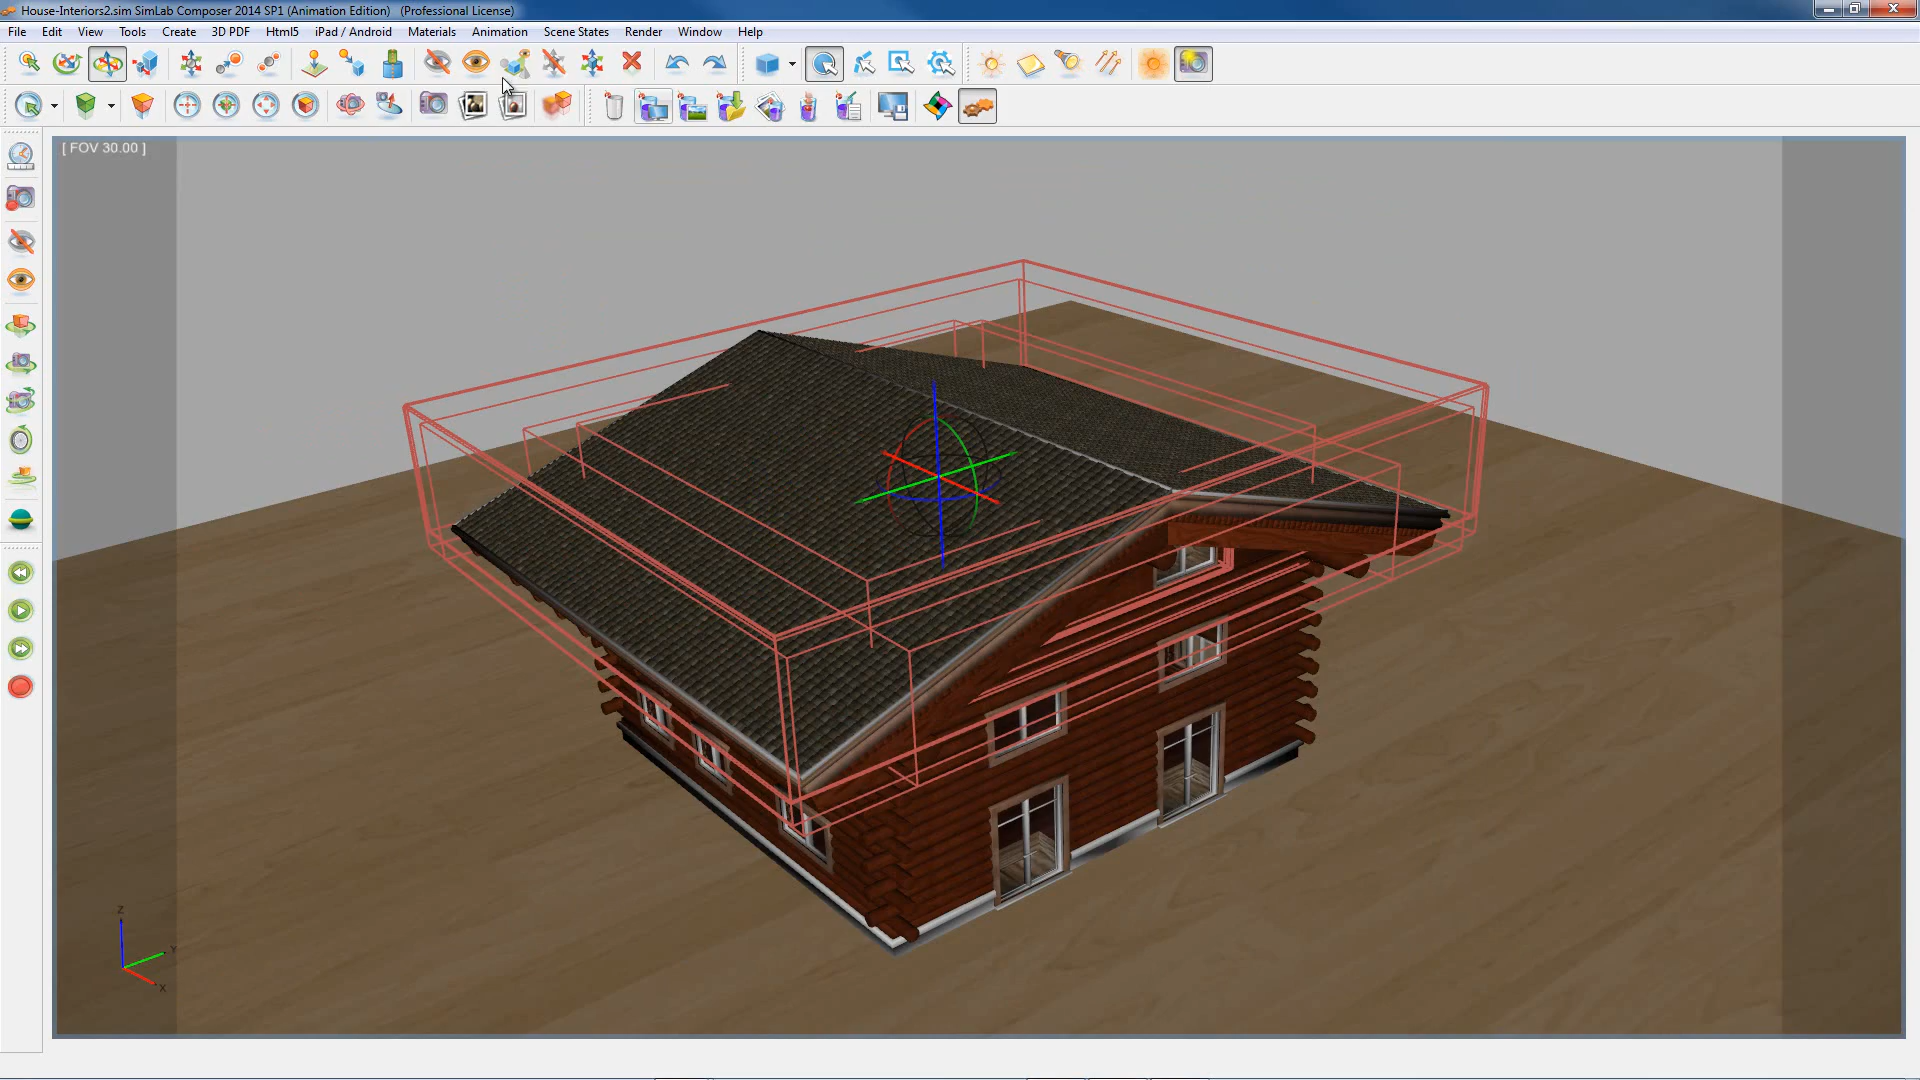 House-Interiors2.sim SimLab Composer 2014 SP1 (Animation Edition)   (Professional License)
File Edit View Tools Create 3D PDF Html5 iPad / Android Materials Animation Scene States Render Window Help
[ FOV 30.00 ]
Z
Y
X